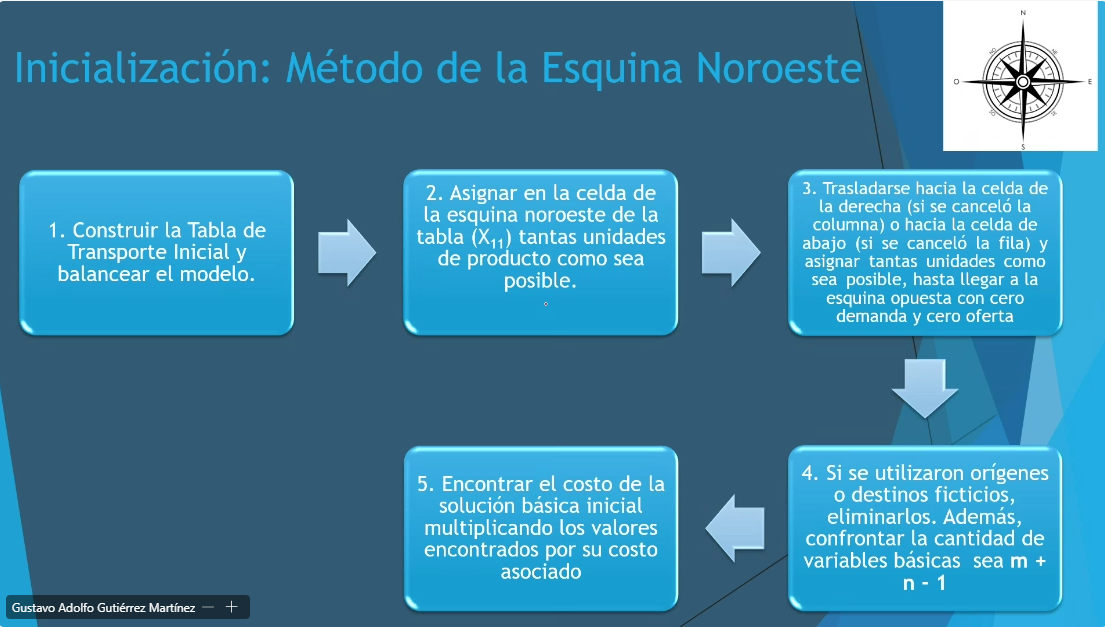 Inicialización: Método de la Esquina Noroeste
N
NO
NE
O
E
SE
S
1. Construir la Tabla de
Transporte Inicial y
balancear el modelo.
2. Asignar en la celda de
la esquina noroeste de la
tabla (X₁₁) tantas unidades
de producto como sea
posible.
3. Trasladarse hacia la celda de
la derecha (si se canceló la
columna) o hacia la celda de
abajo (si se canceló la fila) y
asignar tantas unidades como
sea posible, hasta llegar a la
esquina opuesta con cero
demanda y cero oferta
4. Si se utilizaron orígenes
o destinos ficticios,
eliminarlos. Además,
confrontar la cantidad de
variables básicas sea m +
n - 1
5. Encontrar el costo de la
solución básica inicial
multiplicando los valores
encontrados por su costo
asociado
Gustavo Adolfo Gutiérrez Martínez